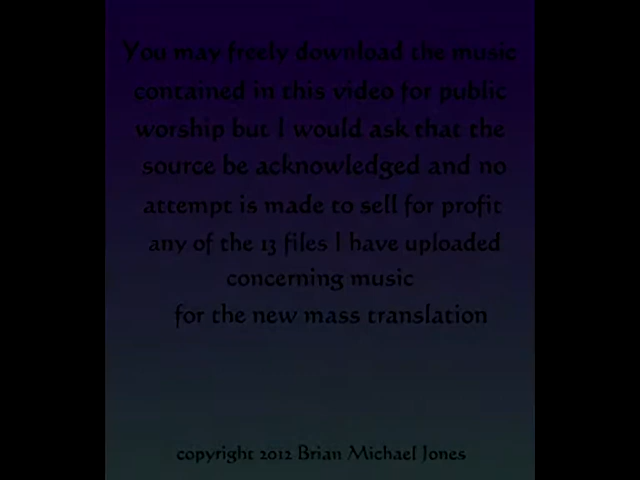 You may freely download the music
contained in this video for public
worship but I would ask that the
source be acknowledged and no
attempt is made to sell for profit
any of the 13 files I have uploaded
concerning music
for the new mass translation
copyright 2012 Brian Michael Jones